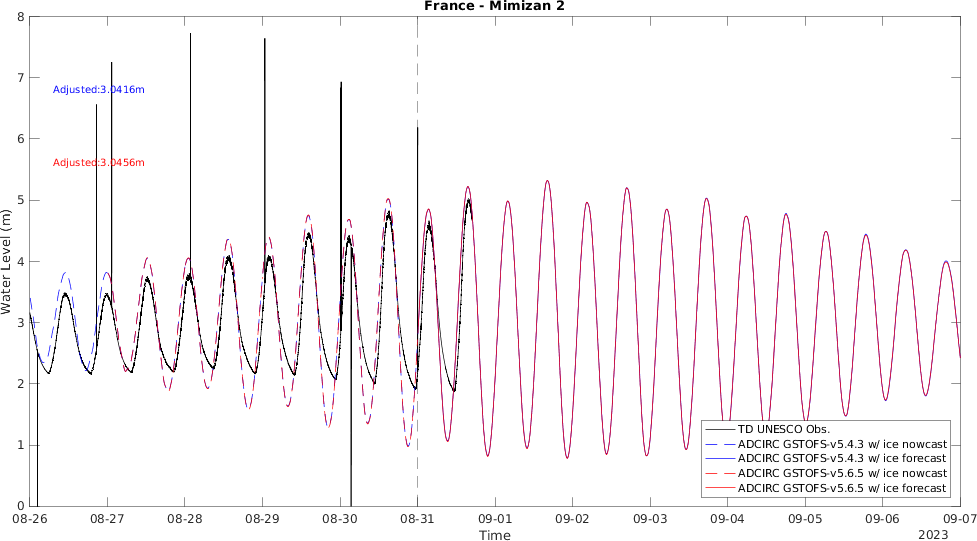 France - Mimizan 2
8
7
6
5
4
3
2
1
0
Water Level (m)
Adjusted:3.0416m
Adjusted:3.0456m
TD UNESCO Obs.
ADCIRC GSTOFS-v5.4.3 w/ ice nowcast
ADCIRC GSTOFS-v5.4.3 w/ ice forecast
ADCIRC GSTOFS-v5.6.5 w/ ice nowcast
ADCIRC GSTOFS-v5.6.5 w/ ice forecast
08-26 08-27 08-28 08-29 08-30 08-31 09-01 09-02 09-03 09-04 09-05 09-06 09-07
Time
2023